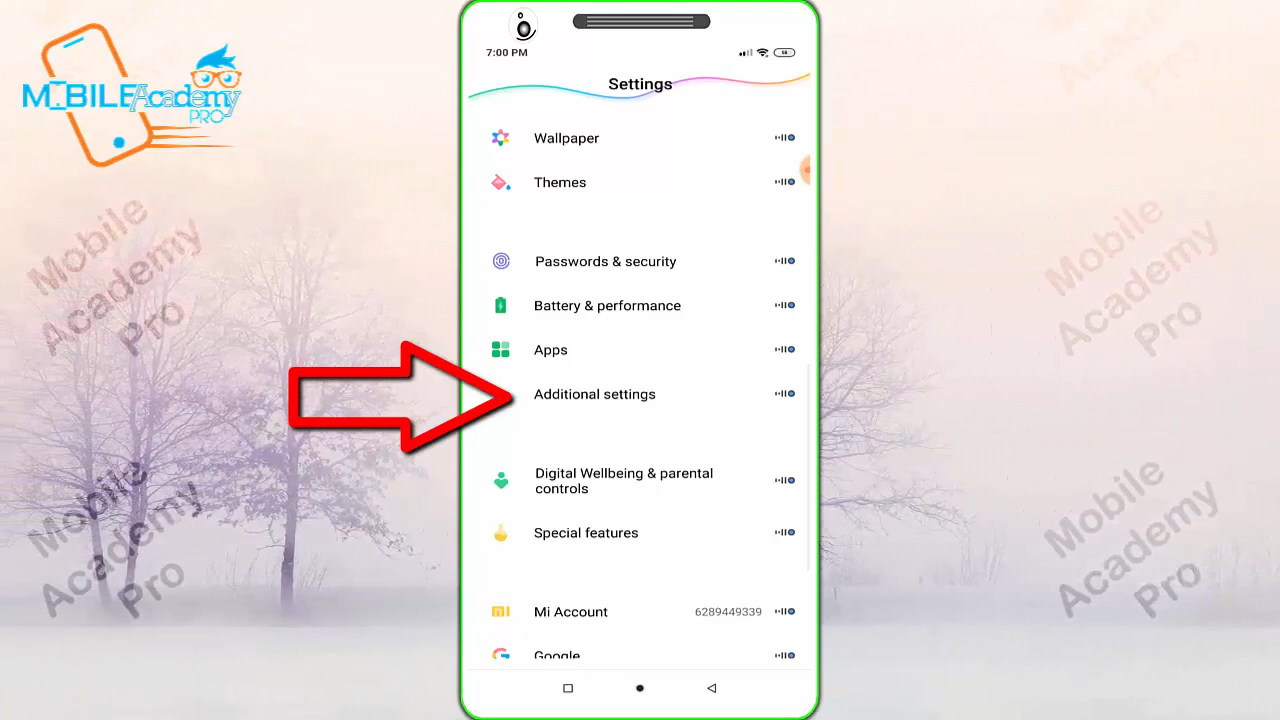 MOBILE Academy
PRO
7:00 PM
58
Settings
Wallpaper
Themes
Passwords & security
Battery & performance
Apps
Additional settings
Digital Wellbeing & parental
controls
Special features
Mi Account 6289449339
Google
Mobile
Academy
Pro
Mobile
Academy
Pro
Mobile
Academy
Pro
Mobile
Academy
Pro